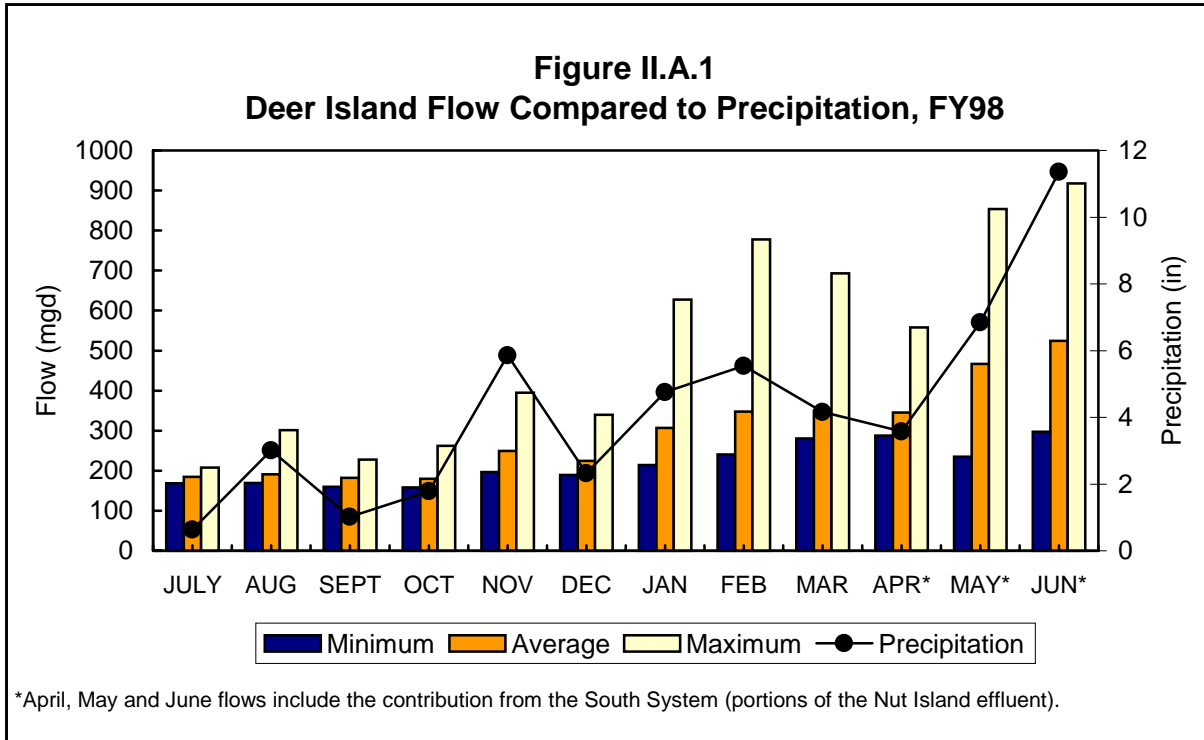 Figure II.A.1
Deer Island Flow Compared to Precipitation, FY98
1000
900
800
700
600
500
400
300
200
100
0
Flow (mgd)
12
10
8
6
4
2
0
Precipitation (in)
JULY AUG SEPT OCT NOV DEC JAN FEB MAR APR* MAY* JUN*
Minimum Average Maximum Precipitation
*April, May and June flows include the contribution from the South System (portions of the Nut Island effluent).